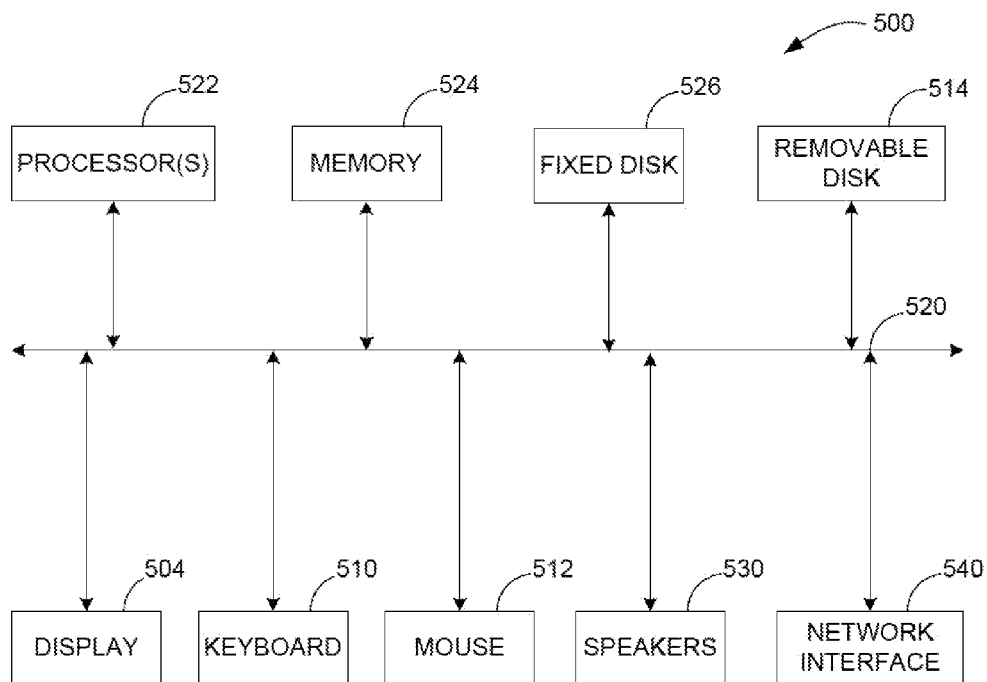 500
522
524
526
514
PROCESSOR(S)
MEMORY
FIXED DISK
REMOVABLE
DISK
520
504
510
512
530
540
DISPLAY
KEYBOARD
MOUSE
SPEAKERS
NETWORK
INTERFACE